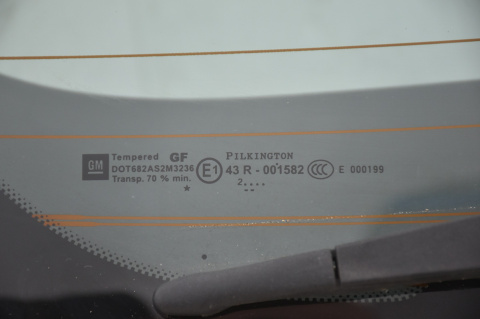 GM
Tempered GF
DOT682AS2M3236
Transp. 70 % min.
*
E1
PILKINGTON
43 R - 001582
2....
--
CCC
E 000199